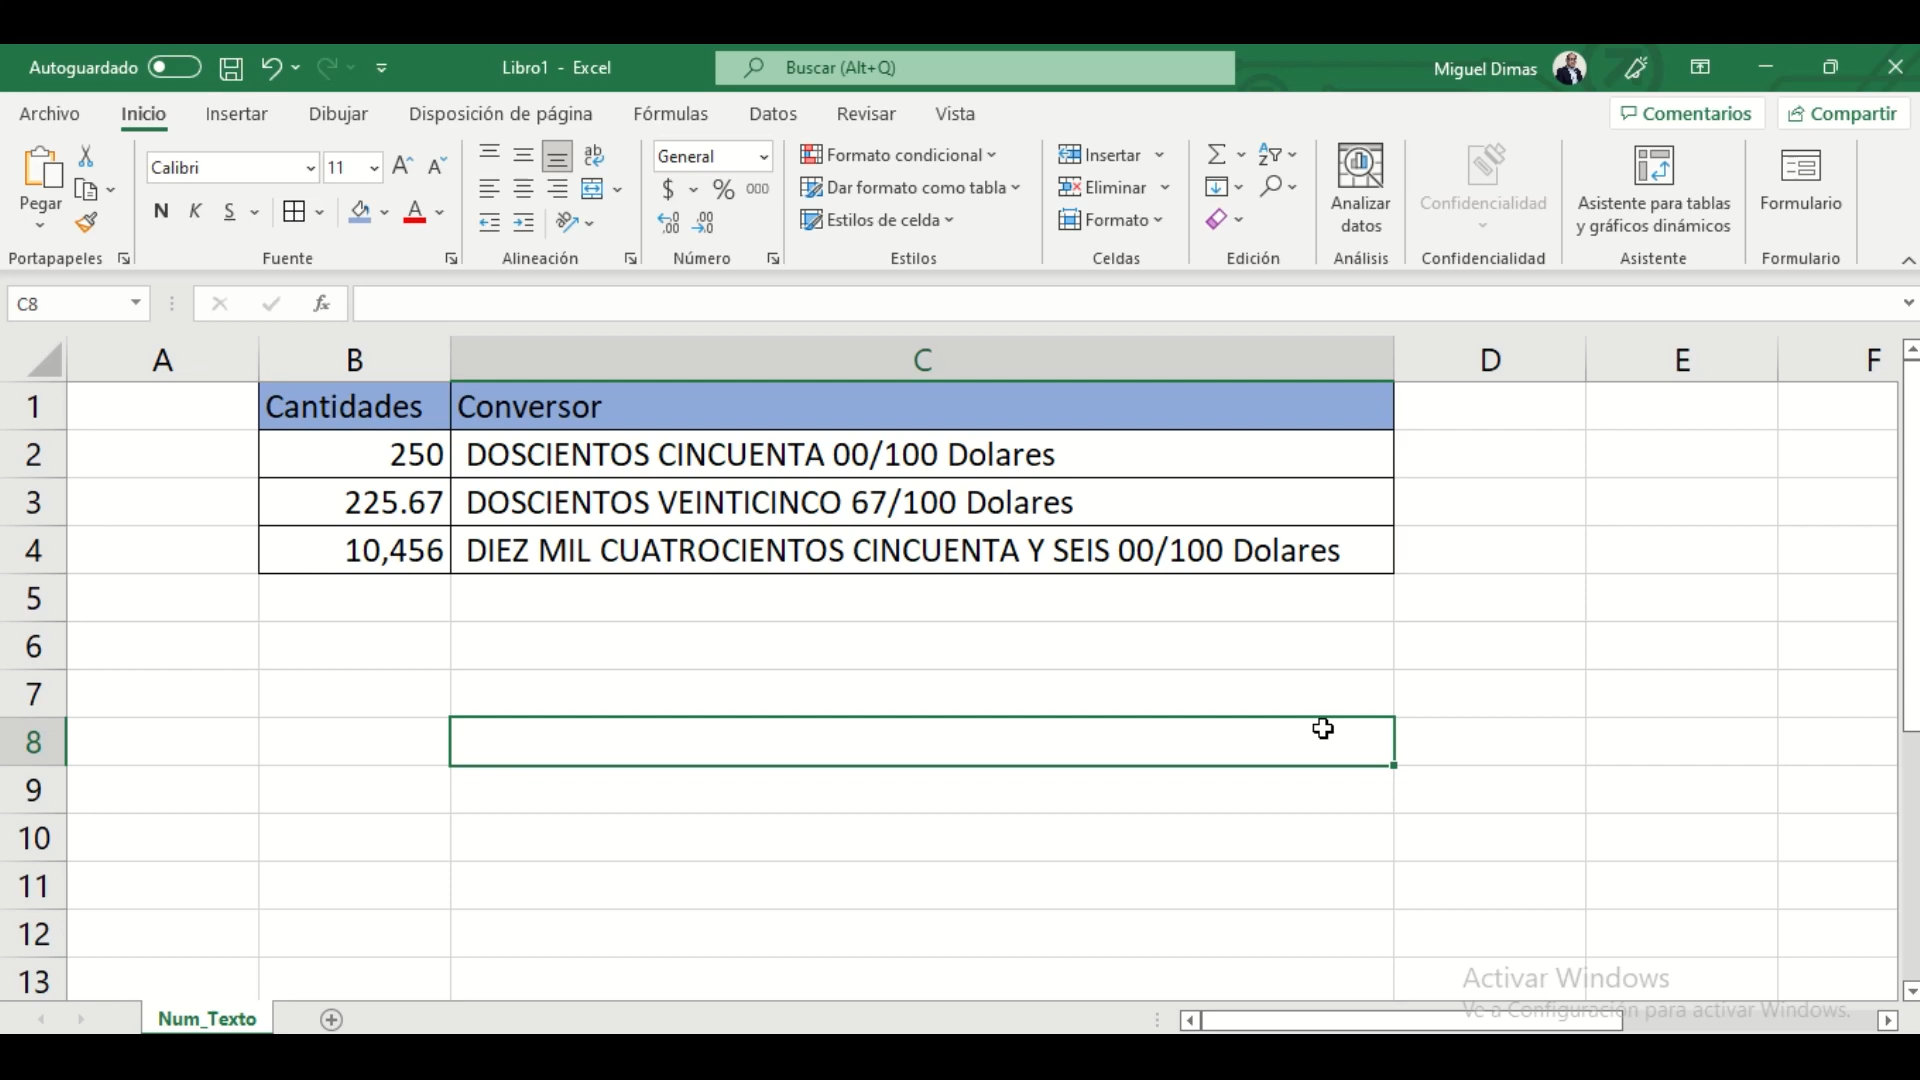 Autoguardado Libro1 - Excel Buscar (Alt+Q) Miguel Dimas
Archivo Inicio Insertar Dibujar Disposición de página Fórmulas Datos Revisar Vista Comentarios Compartir
Pegar
Calibri 11
N K S A
ab
General
$ % 000
Formato condicional
Dar formato como tabla
Estilos de celda
Insertar
Eliminar
Formato
Analizar
datos
Confidencialidad
Asistente para tablas
y gráficos dinámicos
Formulario
Portapapeles Fuente Alineación Número Estilos Celdas Edición Análisis Confidencialidad Asistente Formulario
C8 fx
A B C D E F
1 Cantidades Conversor
2 250 DOSCIENTOS CINCUENTA 00/100 Dolares
3 225.67 DOSCIENTOS VEINTICINCO 67/100 Dolares
4 10,456 DIEZ MIL CUATROCIENTOS CINCUENTA Y SEIS 00/100 Dolares
5
6
7
8
9
10
11
12
13
Activar Windows
Ve a Configuración para activar Windows.
Num_Texto